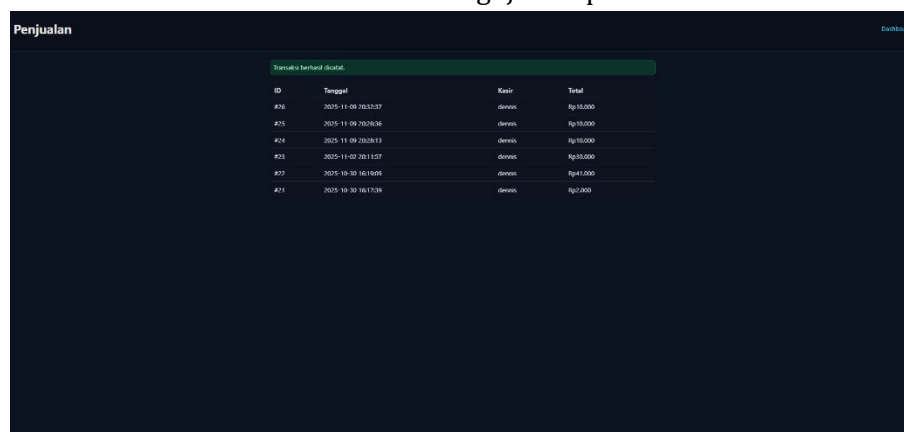 Penjualan
Transaksi berhasil dicatat.
ID Tanggal Kasir Total
#26 2025-11-09 20:32:37 dennis Rp10.000
#25 2025-11-09 20:28:36 dennis Rp10.000
#24 2025-11-09 20:28:13 dennis Rp10.000
#23 2025-11-02 20:11:57 dennis
#22 2025-10-30 16:19:09 dennis Rp41.000
#21 2025-10-30 16:17:39 dennis Rp2.000